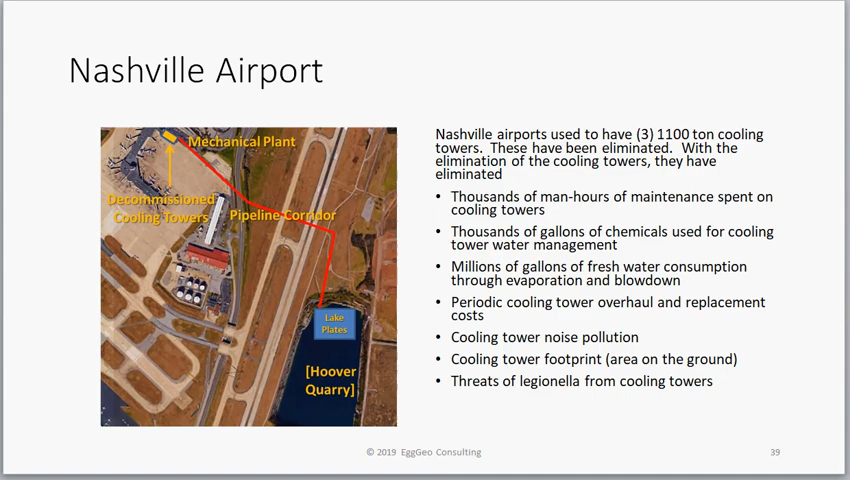 Nashville Airport
Mechanical Plant
Decommissioned
Cooling Towers
Pipeline Corridor
Lake
Plates
[Hoover
Quarry]
Nashville airports used to have (3) 1100 ton cooling
towers.  These have been eliminated.  With the
elimination of the cooling towers, they have
eliminated
• Thousands of man-hours of maintenance spent on
cooling towers
• Thousands of gallons of chemicals used for cooling
tower water management
• Millions of gallons of fresh water consumption
through evaporation and blowdown
• Periodic cooling tower overhaul and replacement
costs
• Cooling tower noise pollution
• Cooling tower footprint (area on the ground)
• Threats of legionella from cooling towers
© 2019 EggGeo Consulting
39